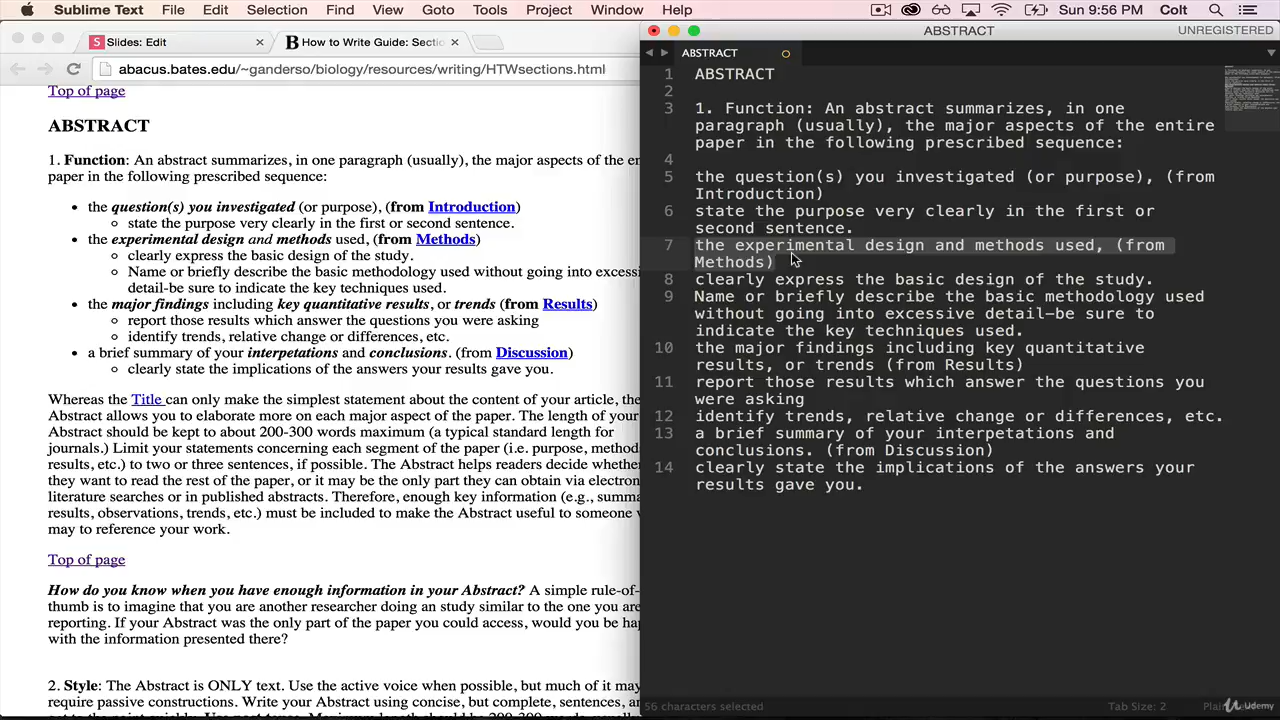 Sublime Text File Edit Selection Find View Goto Tools Project Window Help Sun 9:56 PM Colt
Slides: Edit × How to Write Guide: Sectio ×
abacus.bates.edu/~ganderso/biology/resources/writing/HTWsections.html
Top of page
ABSTRACT
1. Function: An abstract summarizes, in one paragraph (usually), the major aspects of the en
paper in the following prescribed sequence:
• the question(s) you investigated (or purpose), (from Introduction)
state the purpose very clearly in the first or second sentence.
• the experimental design and methods used, (from Methods)
clearly express the basic design of the study.
Name or briefly describe the basic methodology used without going into excessi
detail-be sure to indicate the key techniques used.
• the major findings including key quantitative results, or trends (from Results)
report those results which answer the questions you were asking
identify trends, relative change or differences, etc.
• a brief summary of your interpetations and conclusions. (from Discussion)
clearly state the implications of the answers your results gave you.
Whereas the Title can only make the simplest statement about the content of your article, the
Abstract allows you to elaborate more on each major aspect of the paper. The length of your
Abstract should be kept to about 200-300 words maximum (a typical standard length for
journals.) Limit your statements concerning each segment of the paper (i.e. purpose, method
results, etc.) to two or three sentences, if possible. The Abstract helps readers decide whethe
they want to read the rest of the paper, or it may be the only part they can obtain via electron
literature searches or in published abstracts. Therefore, enough key information (e.g., summa
results, observations, trends, etc.) must be included to make the Abstract useful to someone w
may to reference your work.
Top of page
How do you know when you have enough information in your Abstract? A simple rule-of-
thumb is to imagine that you are another researcher doing an study similar to the one you are
reporting. If your Abstract was the only part of the paper you could access, would you be hap
with the information presented there?
2. Style: The Abstract is ONLY text. Use the active voice when possible, but much of it may
require passive constructions. Write your Abstract using concise, but complete, sentences, an
ABSTRACT UNREGISTERED
ABSTRACT
1 ABSTRACT
2
3 1. Function: An abstract summarizes, in one
paragraph (usually), the major aspects of the entire
paper in the following prescribed sequence:
4
5 the question(s) you investigated (or purpose), (from
Introduction)
6 state the purpose very clearly in the first or
second sentence.
7 the experimental design and methods used, (from
Methods)
8 clearly express the basic design of the study.
9 Name or briefly describe the basic methodology used
without going into excessive detail–be sure to
indicate the key techniques used.
10 the major findings including key quantitative
results, or trends (from Results)
11 report those results which answer the questions you
were asking
12 identify trends, relative change or differences, etc.
13 a brief summary of your interpetations and
conclusions. (from Discussion)
14 clearly state the implications of the answers your
results gave you.
56 characters selected Tab Size: 2 Plain
Udemy